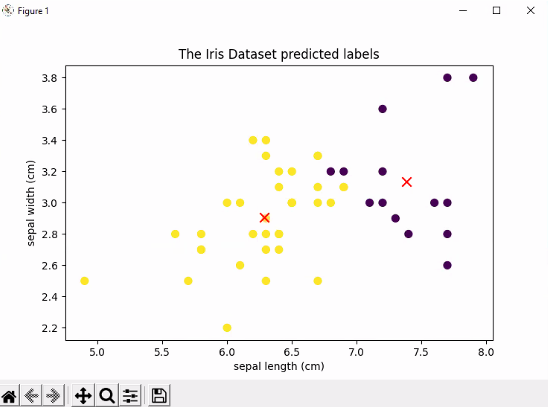 Figure 1
The Iris Dataset predicted labels
3.8
3.6
3.4
3.2
3.0
2.8
2.6
2.4
2.2
sepal width (cm)
5.0 5.5 6.0 6.5 7.0 7.5 8.0
sepal length (cm)